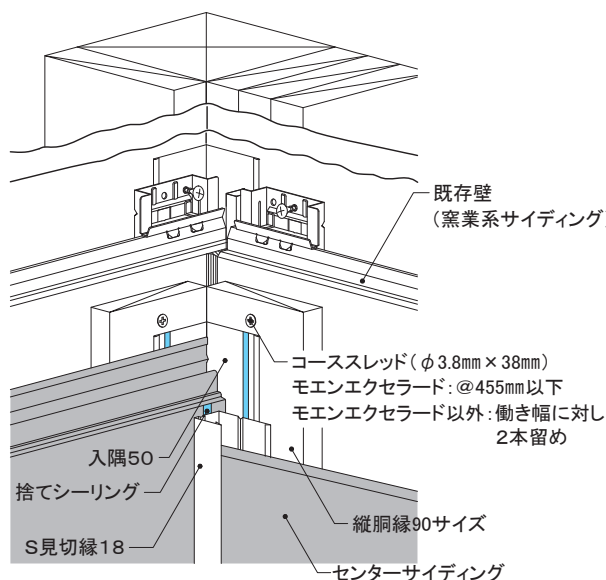 既存壁
(窯業系サイディング)
コーススレッド(φ3.8mm×38mm)
モエンエクセラード:@455mm以下
モエンエクセラード以外:働き幅に対し
2本留め
入隅50
捨てシーリング
縦胴縁90サイズ
S見切縁18
センターサイディング